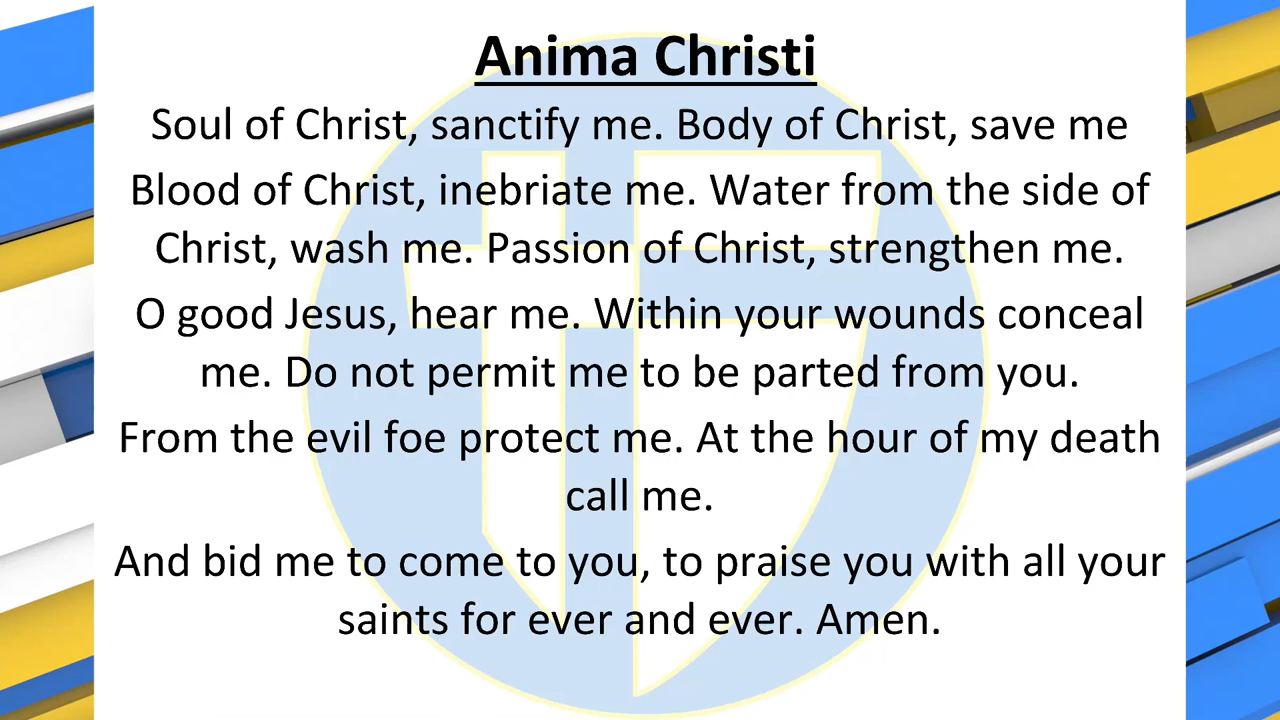 Anima Christi
Soul of Christ, sanctify me. Body of Christ, save me
Blood of Christ, inebriate me. Water from the side of
Christ, wash me. Passion of Christ, strengthen me.
O good Jesus, hear me. Within your wounds conceal
me. Do not permit me to be parted from you.
From the evil foe protect me. At the hour of my death
call me.
And bid me to come to you, to praise you with all your
saints for ever and ever. Amen.